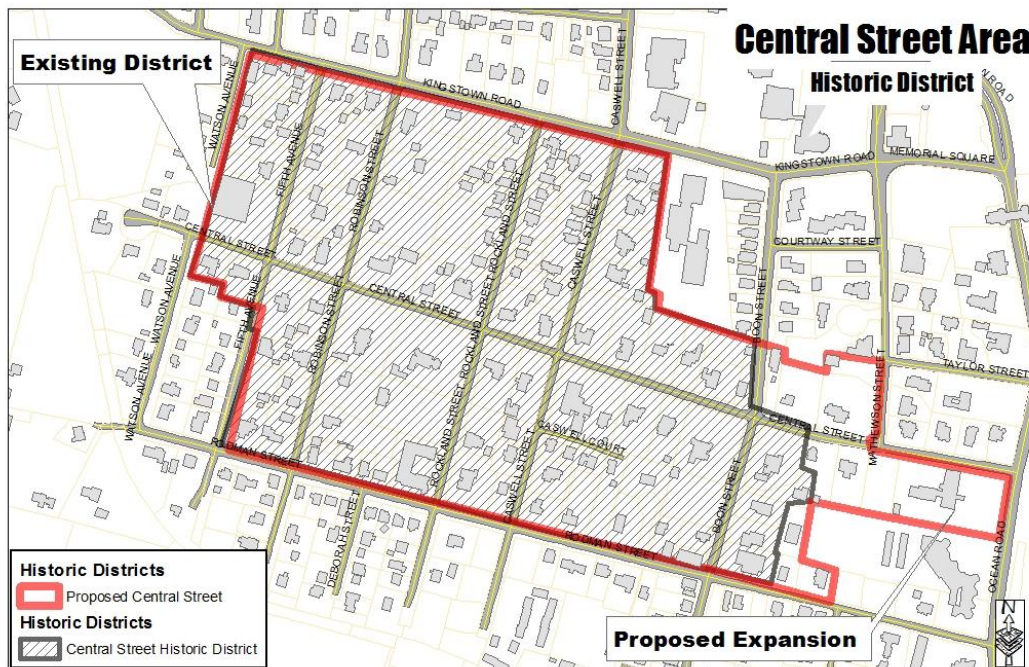 Central Street Area
Historic District
Existing District
WATSON AVENUE
FIFTH AVENUE
ROBINSON STREET
KINGSTOWN ROAD
ROCKLAND STREET
ROCKLAND STREET
CASWELL STREET
CASWELL STREET
KINGSTOWN ROAD
MEMORIAL SQUARE
N ROAD
COURTWAY STREET
BOON STREET
TAYLOR STREET
MATHEWSON STREET
CENTRAL STREET
CENTRAL STREET
CENTRAL STREET
WATSON AVENUE
WATSON AVENUE
FIFTH AVENUE
ROBINSON STREET
ROCKLAND STREET
ROCKLAND STREET
CASWELL STREET
CASWELL COURT
BOON STREET
RODMAN STREET
RODMAN STREET
DEBORAH STREET
OCEAN ROAD
Proposed Expansion
Historic Districts
Proposed Central Street
Historic Districts
Central Street Historic District
N